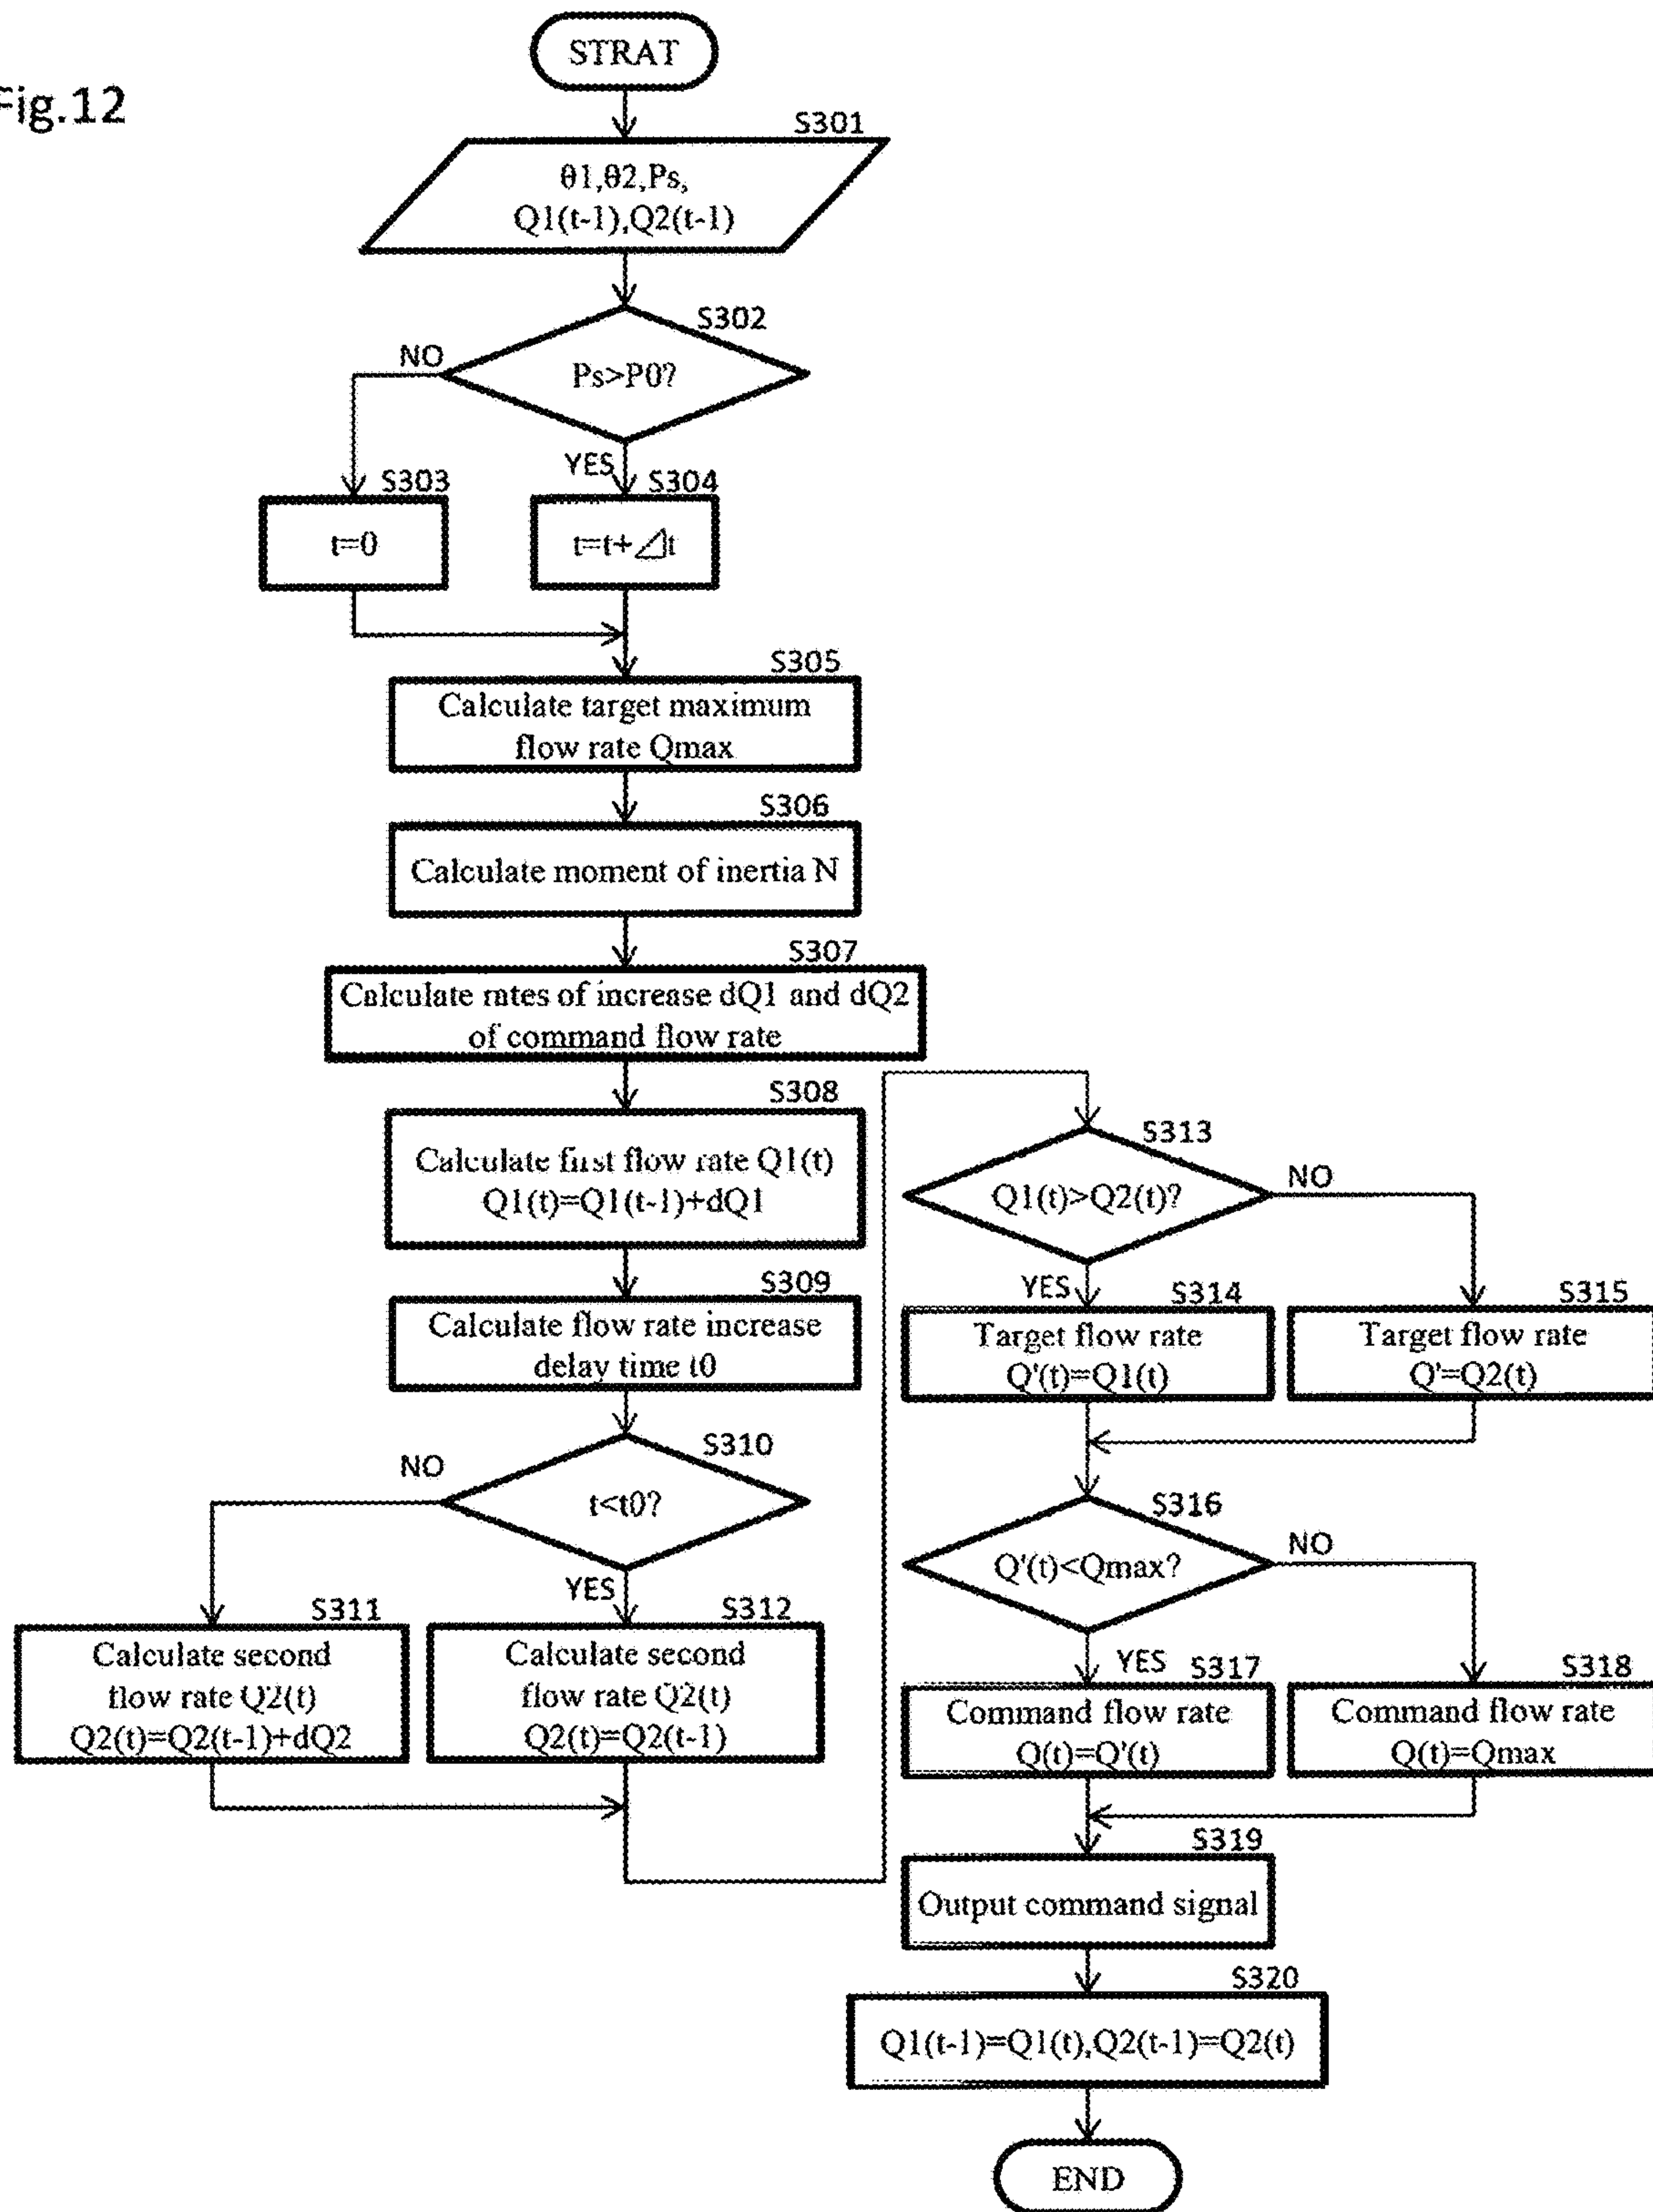 Fig.12
STRAT
S301
θ1,θ2,Ps,
Q1(t-1),Q2(t-1)
S302
Ps>P0?
NO
YES
S303
t=0
S304
t=t+⊿t
S305
Calculate target maximum
flow rate Qmax
S306
Calculate moment of inertia N
S307
Calculate rates of increase dQ1 and dQ2
of command flow rate
S308
Calculate first flow rate Q1(t)
Q1(t)=Q1(t-1)+dQ1
S309
Calculate flow rate increase
delay time t0
S310
t<t0?
NO
YES
S311
Calculate second
flow rate Q2(t)
Q2(t)=Q2(t-1)+dQ2
S312
Calculate second
flow rate Q2(t)
Q2(t)=Q2(t-1)
S313
Q1(t)>Q2(t)?
NO
YES
S314
Target flow rate
Q'(t)=Q1(t)
S315
Target flow rate
Q'=Q2(t)
S316
Q'(t)<Qmax?
NO
YES
S317
Command flow rate
Q(t)=Q'(t)
S318
Command flow rate
Q(t)=Qmax
S319
Output command signal
S320
Q1(t-1)=Q1(t),Q2(t-1)=Q2(t)
END